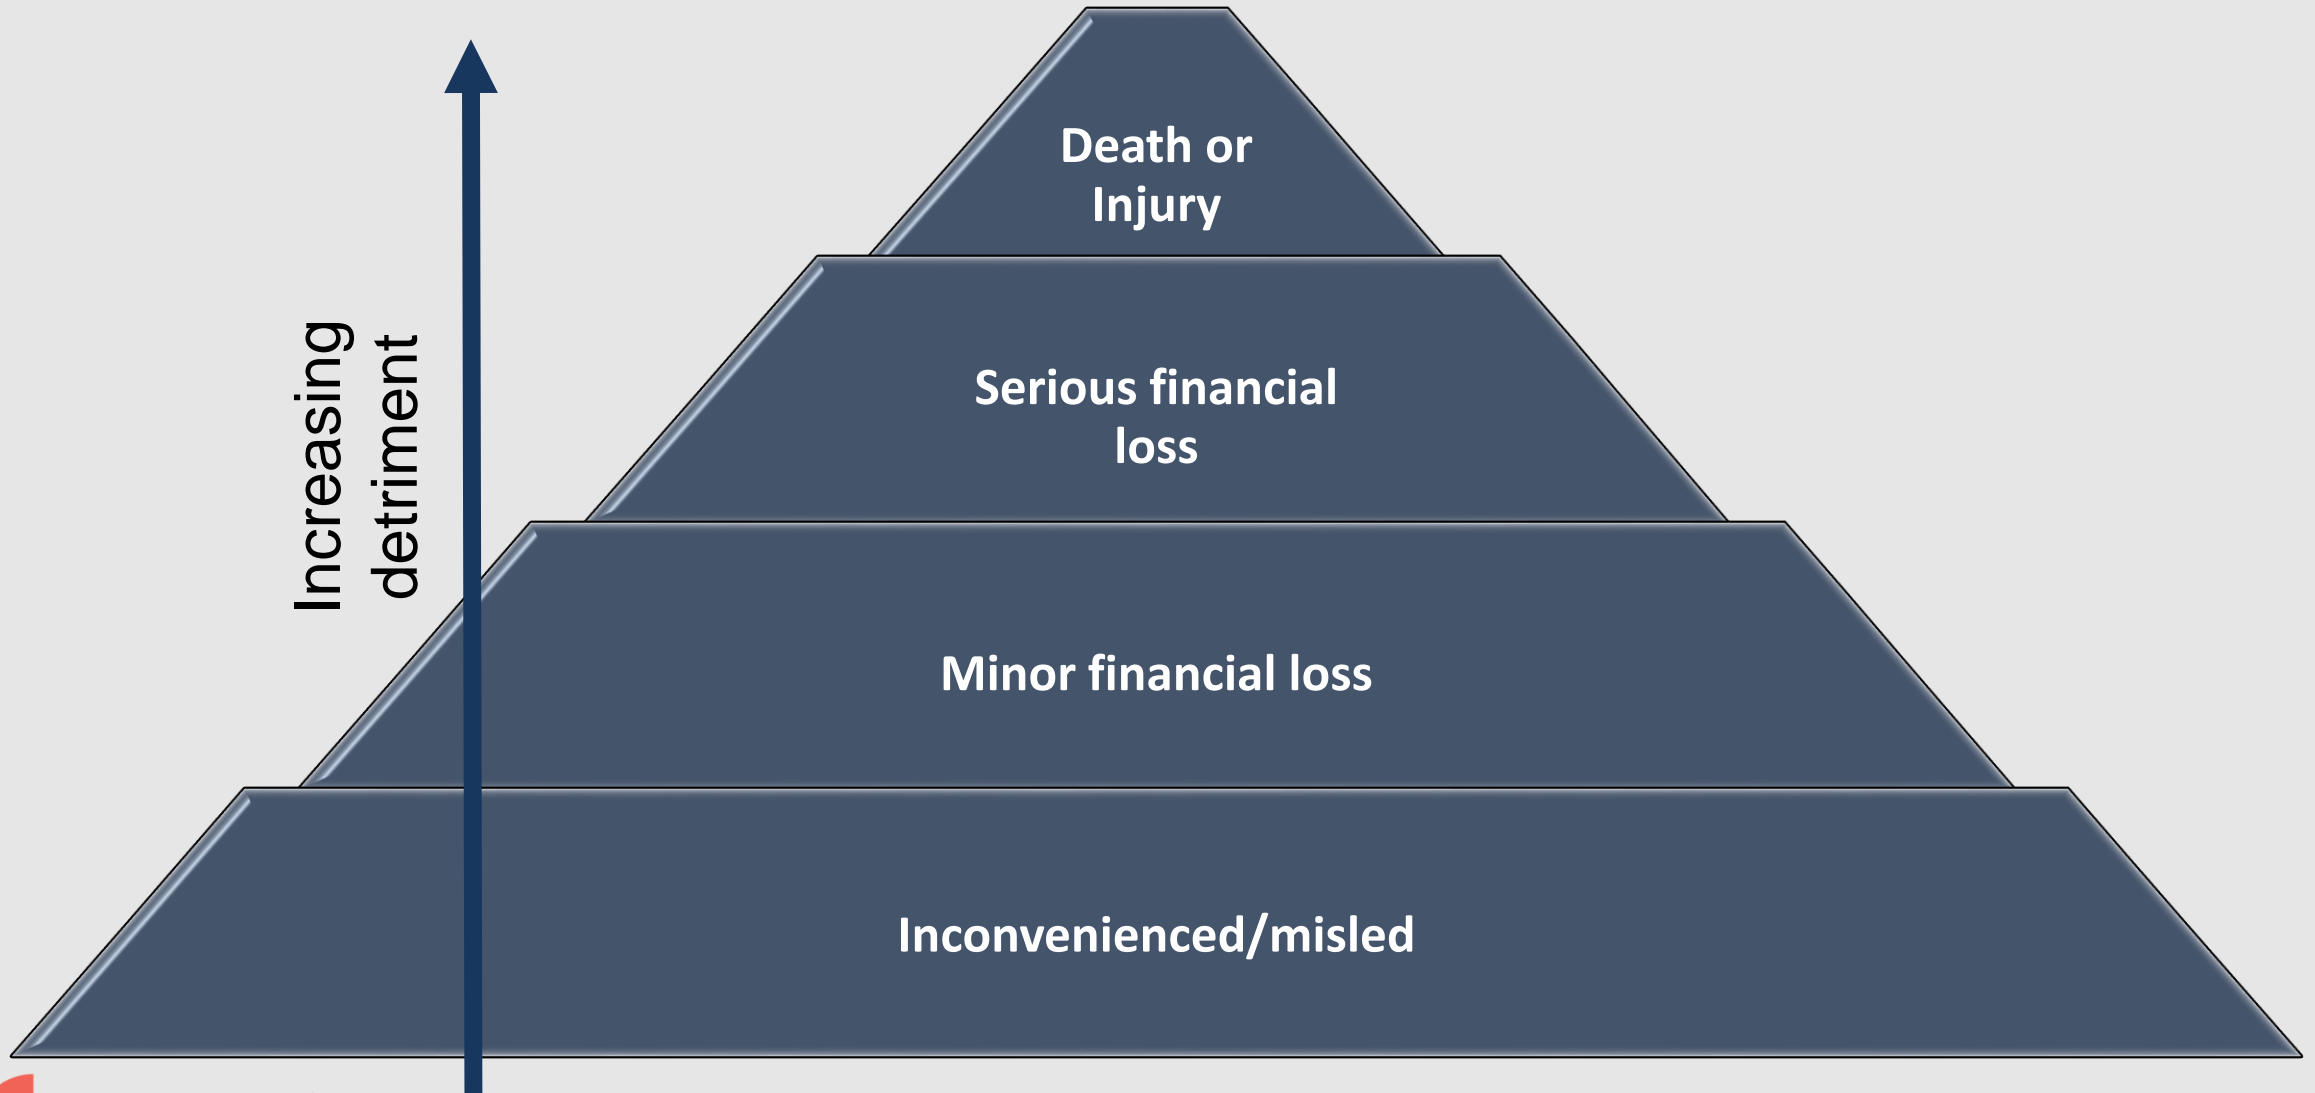 Death or
Injury
Serious financial
loss
Increasing
detriment
Minor financial loss
Inconvenienced/misled